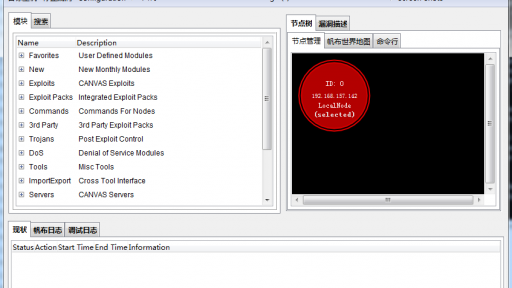 Configuration
模块 搜索
Name Description
Favorites User Defined Modules
New New Monthly Modules
Exploits CANVAS Exploits
Exploit Packs Integrated Exploit Packs
Commands Commands For Nodes
3rd Party 3rd Party Exploit Packs
Trojans Post Exploit Control
DoS Denial of Service Modules
Tools Misc Tools
ImportExport Cross Tool Interface
Servers CANVAS Servers
节点树 漏洞描述
节点管理 帆布世界地图 命令行
ID: 0
192.168.157.142
LocalNode
(selected)
现状 帆布日志 调试日志
Status Action Start Time End Time Information